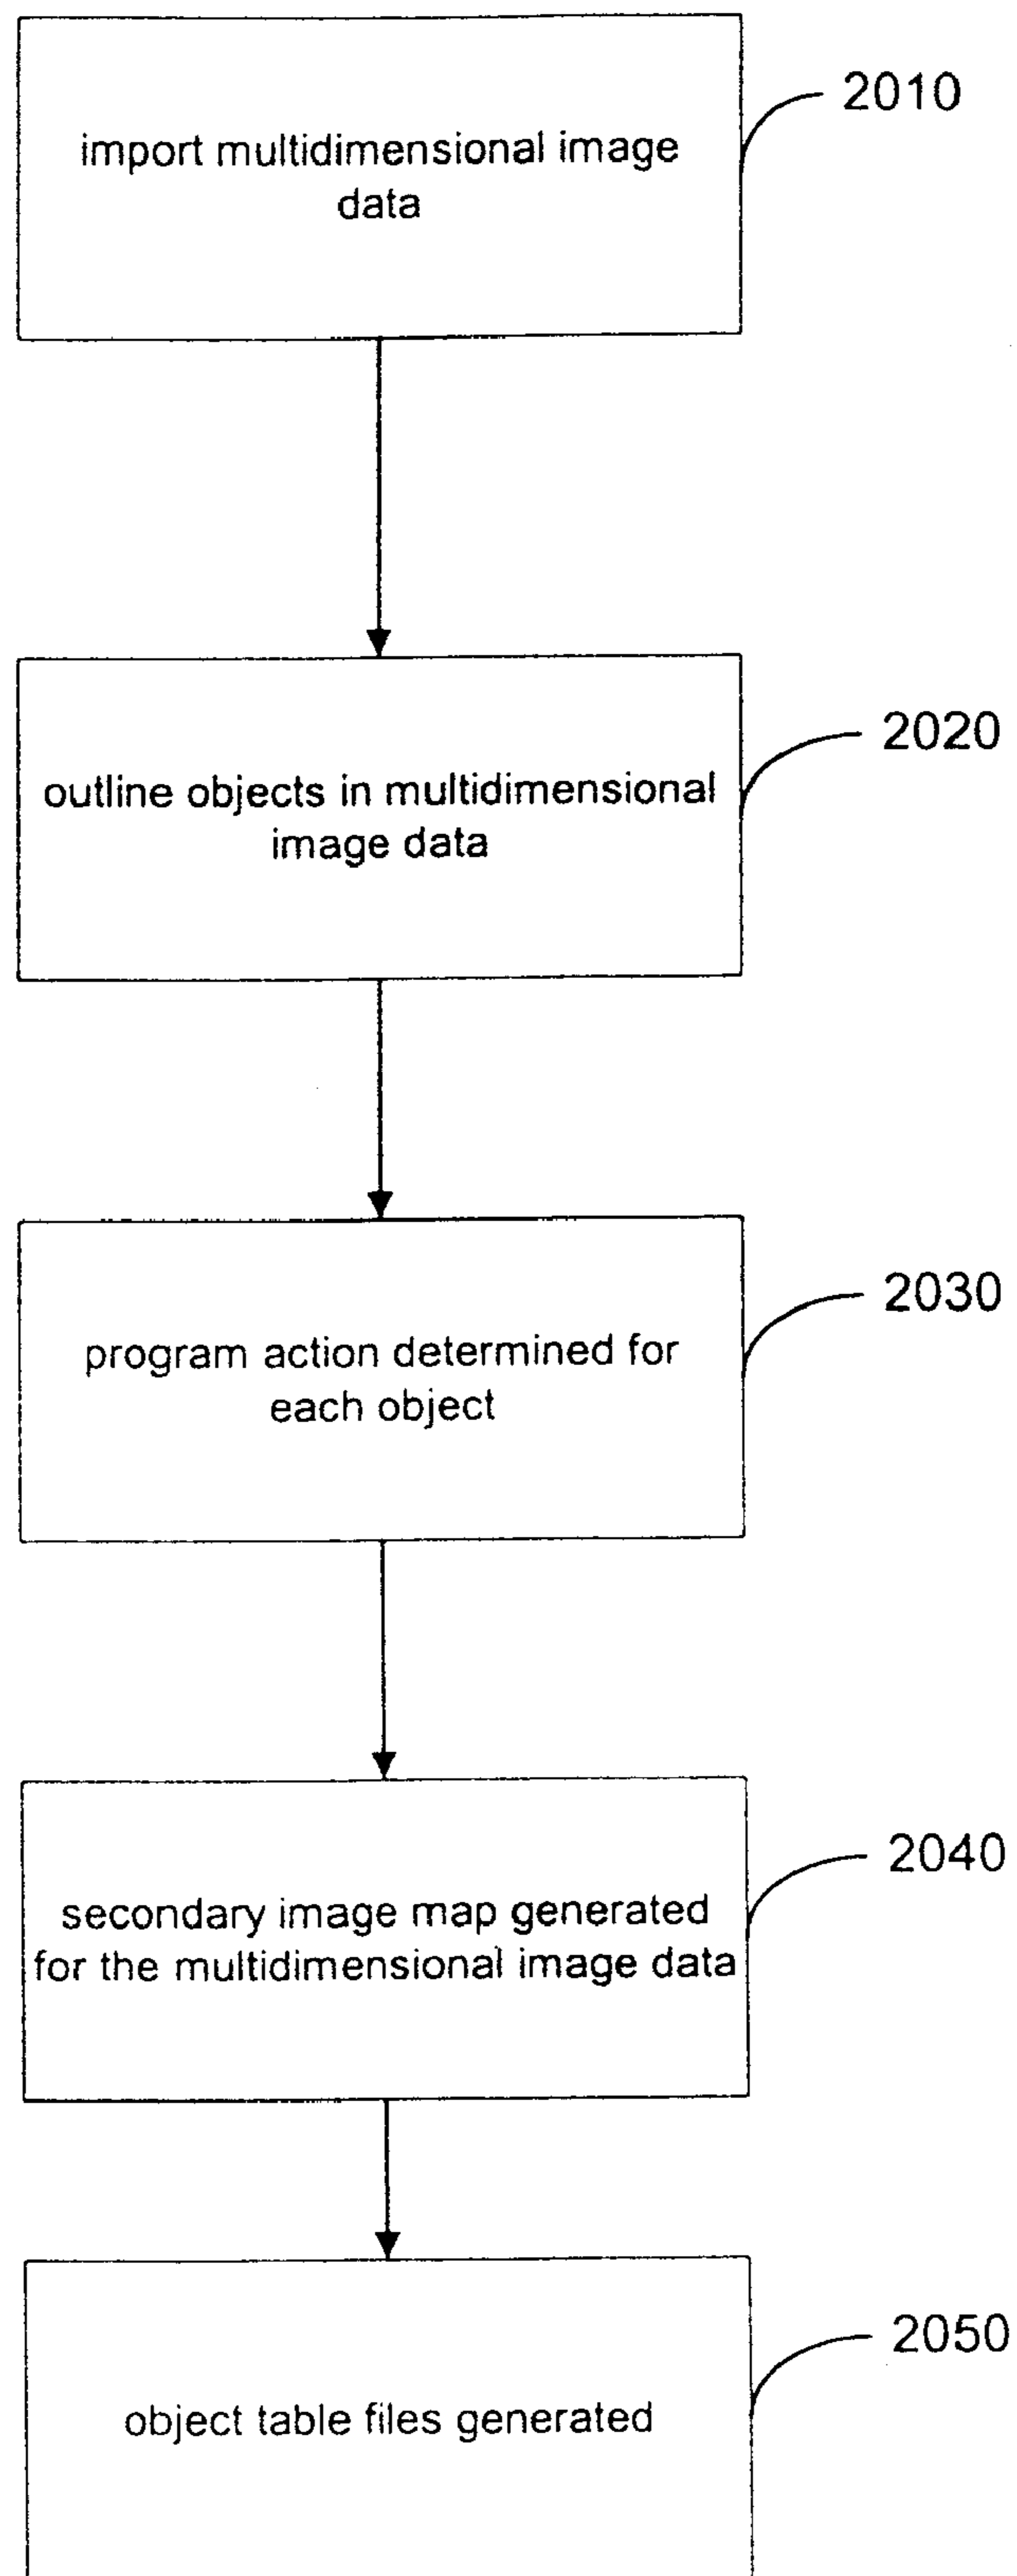 2010
import multidimensional image
data
2020
outline objects in multidimensional
image data
2030
program action determined for
each object
2040
secondary image map generated
for the multidimensional image data
2050
object table files generated